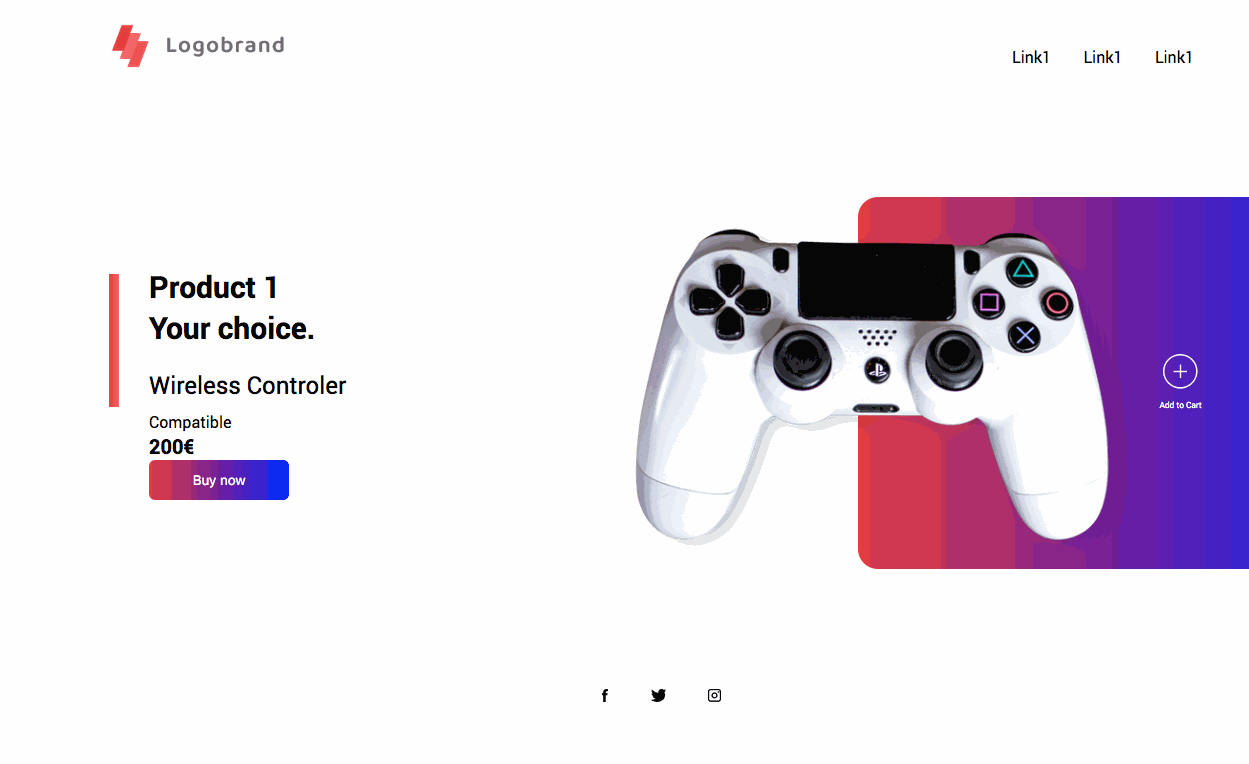 Logobrand
Link1 Link1 Link1
Product 1
Your choice.
Wireless Controler
Compatible
200€
Buy now
Add to Cart